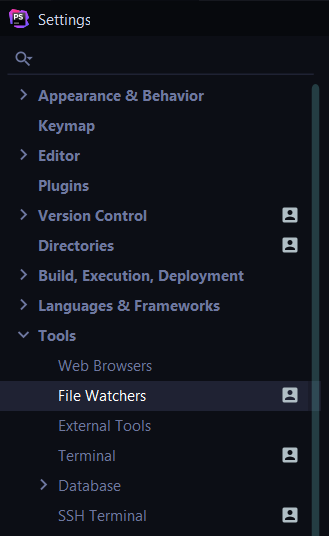 PS
Settings
Appearance & Behavior
Keymap
Editor
Plugins
Version Control
Directories
Build, Execution, Deployment
Languages & Frameworks
Tools
Web Browsers
File Watchers
External Tools
Terminal
Database
SSH Terminal